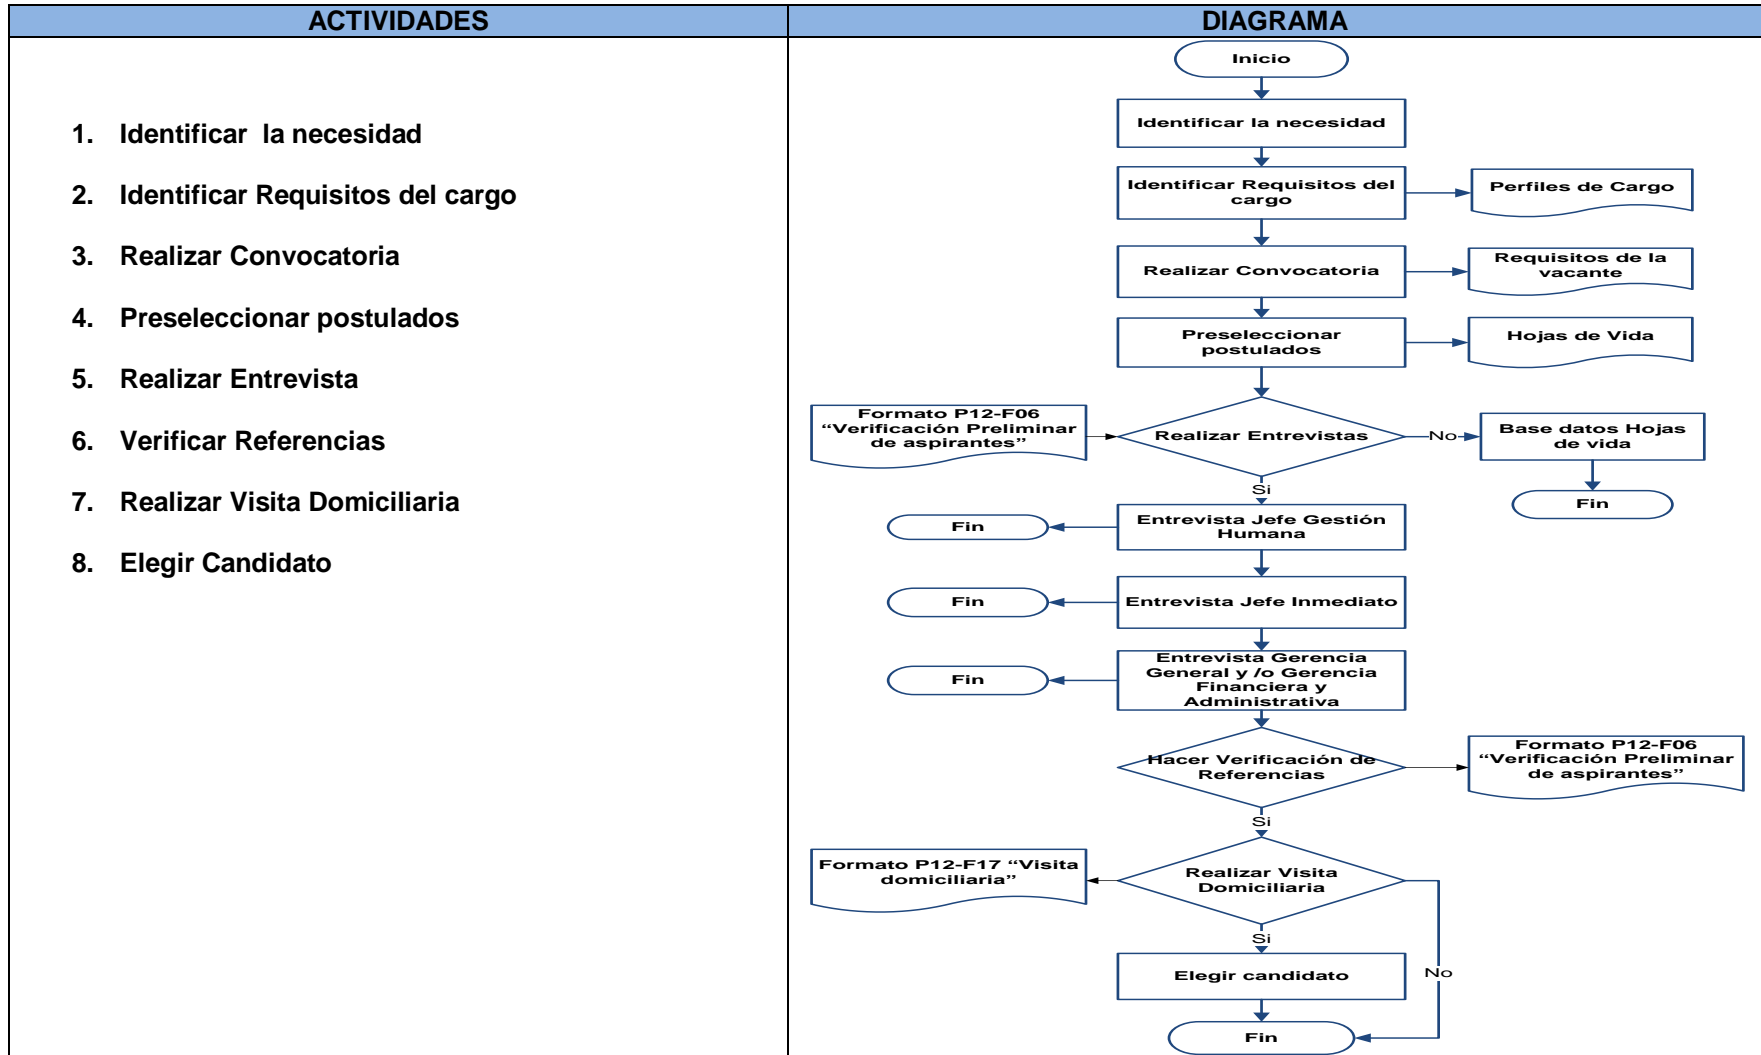 ACTIVIDADES
1. Identificar la necesidad
2. Identificar Requisitos del cargo
3. Realizar Convocatoria
4. Preseleccionar postulados
5. Realizar Entrevista
6. Verificar Referencias
7. Realizar Visita Domiciliaria
8. Elegir Candidato
DIAGRAMA
Inicio
Identificar la necesidad
Identificar Requisitos del
cargo
Perfiles de Cargo
Realizar Convocatoria
Requisitos de la
vacante
Preseleccionar
postulados
Hojas de Vida
Formato P12-F06
“Verificación Preliminar
de aspirantes”
Realizar Entrevistas
No
Base datos Hojas
de vida
Fin
Si
Entrevista Jefe Gestión
Humana
Fin
Entrevista Jefe Inmediato
Fin
Entrevista Gerencia
General y /o Gerencia
Financiera y
Administrativa
Fin
Hacer Verificación de
Referencias
Formato P12-F06
“Verificación Preliminar
de aspirantes”
Si
Realizar Visita
Domiciliaria
Formato P12-F17 “Visita
domiciliaria”
Si
No
Elegir candidato
Fin